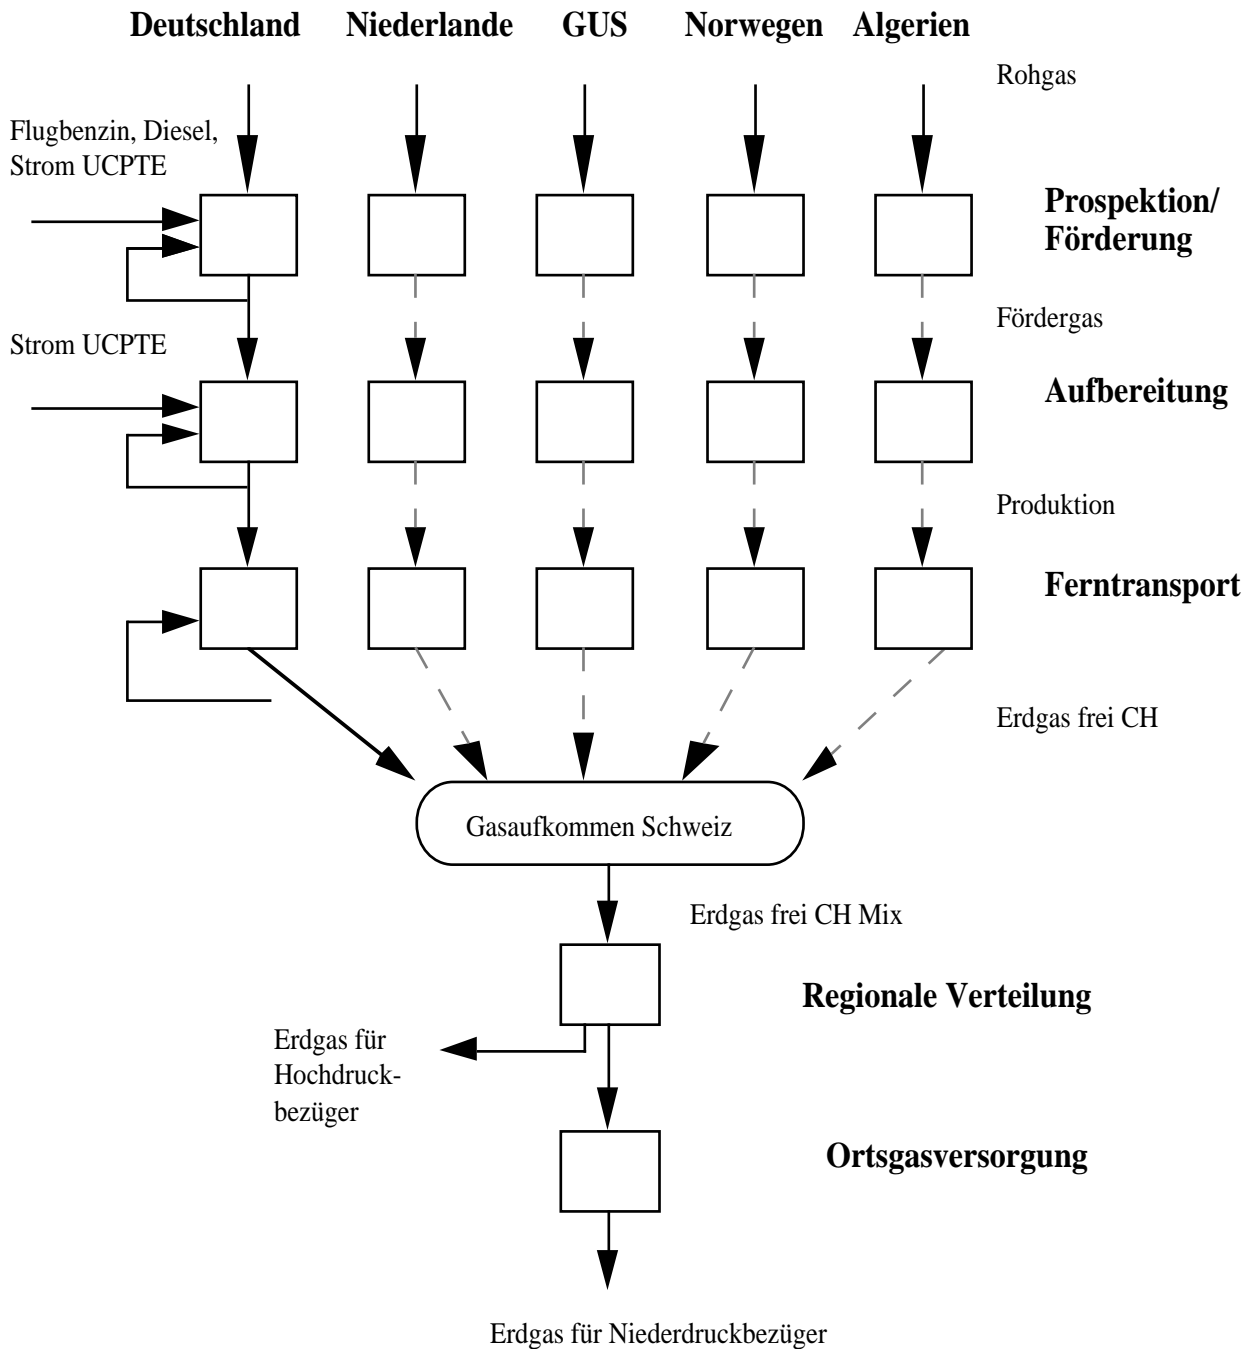 Deutschland Niederlande GUS Norwegen Algerien
Rohgas
Flugbenzin, Diesel,
Strom UCPTE
Prospektion/
Förderung
Fördergas
Strom UCPTE
Aufbereitung
Produktion
Ferntransport
Erdgas frei CH
Gasaufkommen Schweiz
Erdgas frei CH Mix
Regionale Verteilung
Erdgas für
Hochdruck-
bezüger
Ortsgasversorgung
Erdgas für Niederdruckbezüger